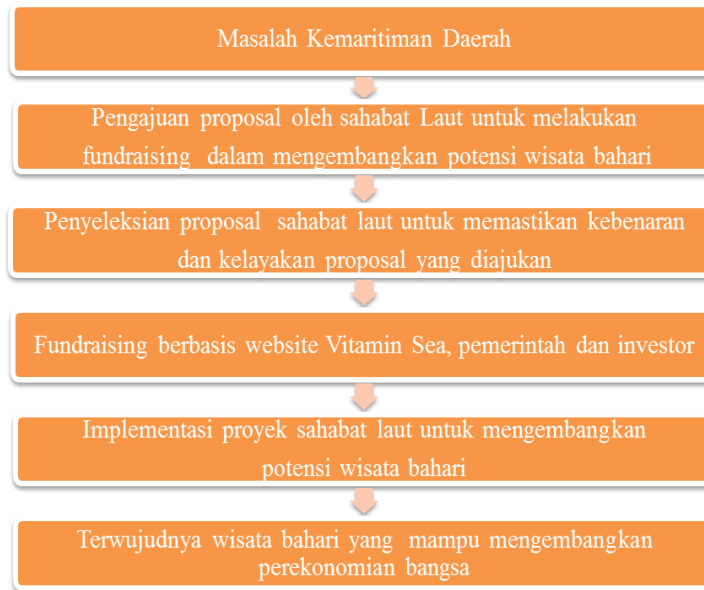 Masalah Kemaritiman Daerah
Pengajuan proposal oleh sahabat Laut untuk melakukan
fundraising dalam mengembangkan potensi wisata bahari
Penyeleksian proposal sahabat laut untuk memastikan kebenaran
dan kelayakan proposal yang diajukan
Fundraising berbasis website Vitamin Sea, pemerintah dan investor
Implementasi proyek sahabat laut untuk mengembangkan
potensi wisata bahari
Terwujudnya wisata bahari yang mampu mengembangkan
perekonomian bangsa